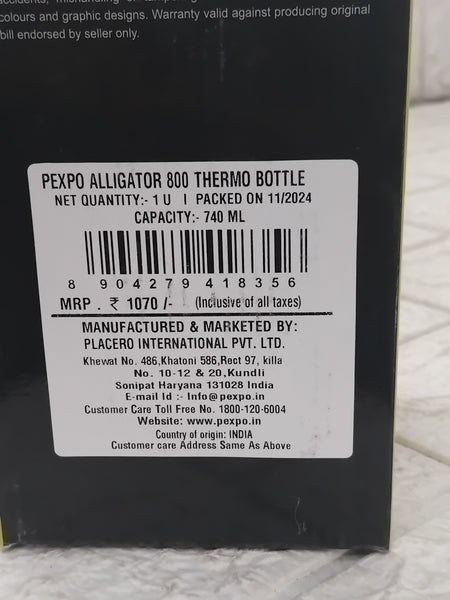 colours and graphic designs. Warranty valid against producing original
bill endorsed by seller only.
PEXPO ALLIGATOR 800 THERMO BOTTLE
NET QUANTITY:- 1 U I PACKED ON 11/2024
CAPACITY:- 740 ML
8 904279 418356
MRP . ₹ 1070 /- (Inclusive of all taxes)
MANUFACTURED & MARKETED BY:
PLACERO INTERNATIONAL PVT. LTD.
Khewat No. 486,Khatoni 586,Rect 97, killa
No. 10-12 & 20,Kundli
Sonipat Haryana 131028 India
E-mail Id :- Info@pexpo.in
Customer Care Toll Free No. 1800-120-6004
Website: www.pexpo.in
Country of origin: INDIA
Customer care Address Same As Above